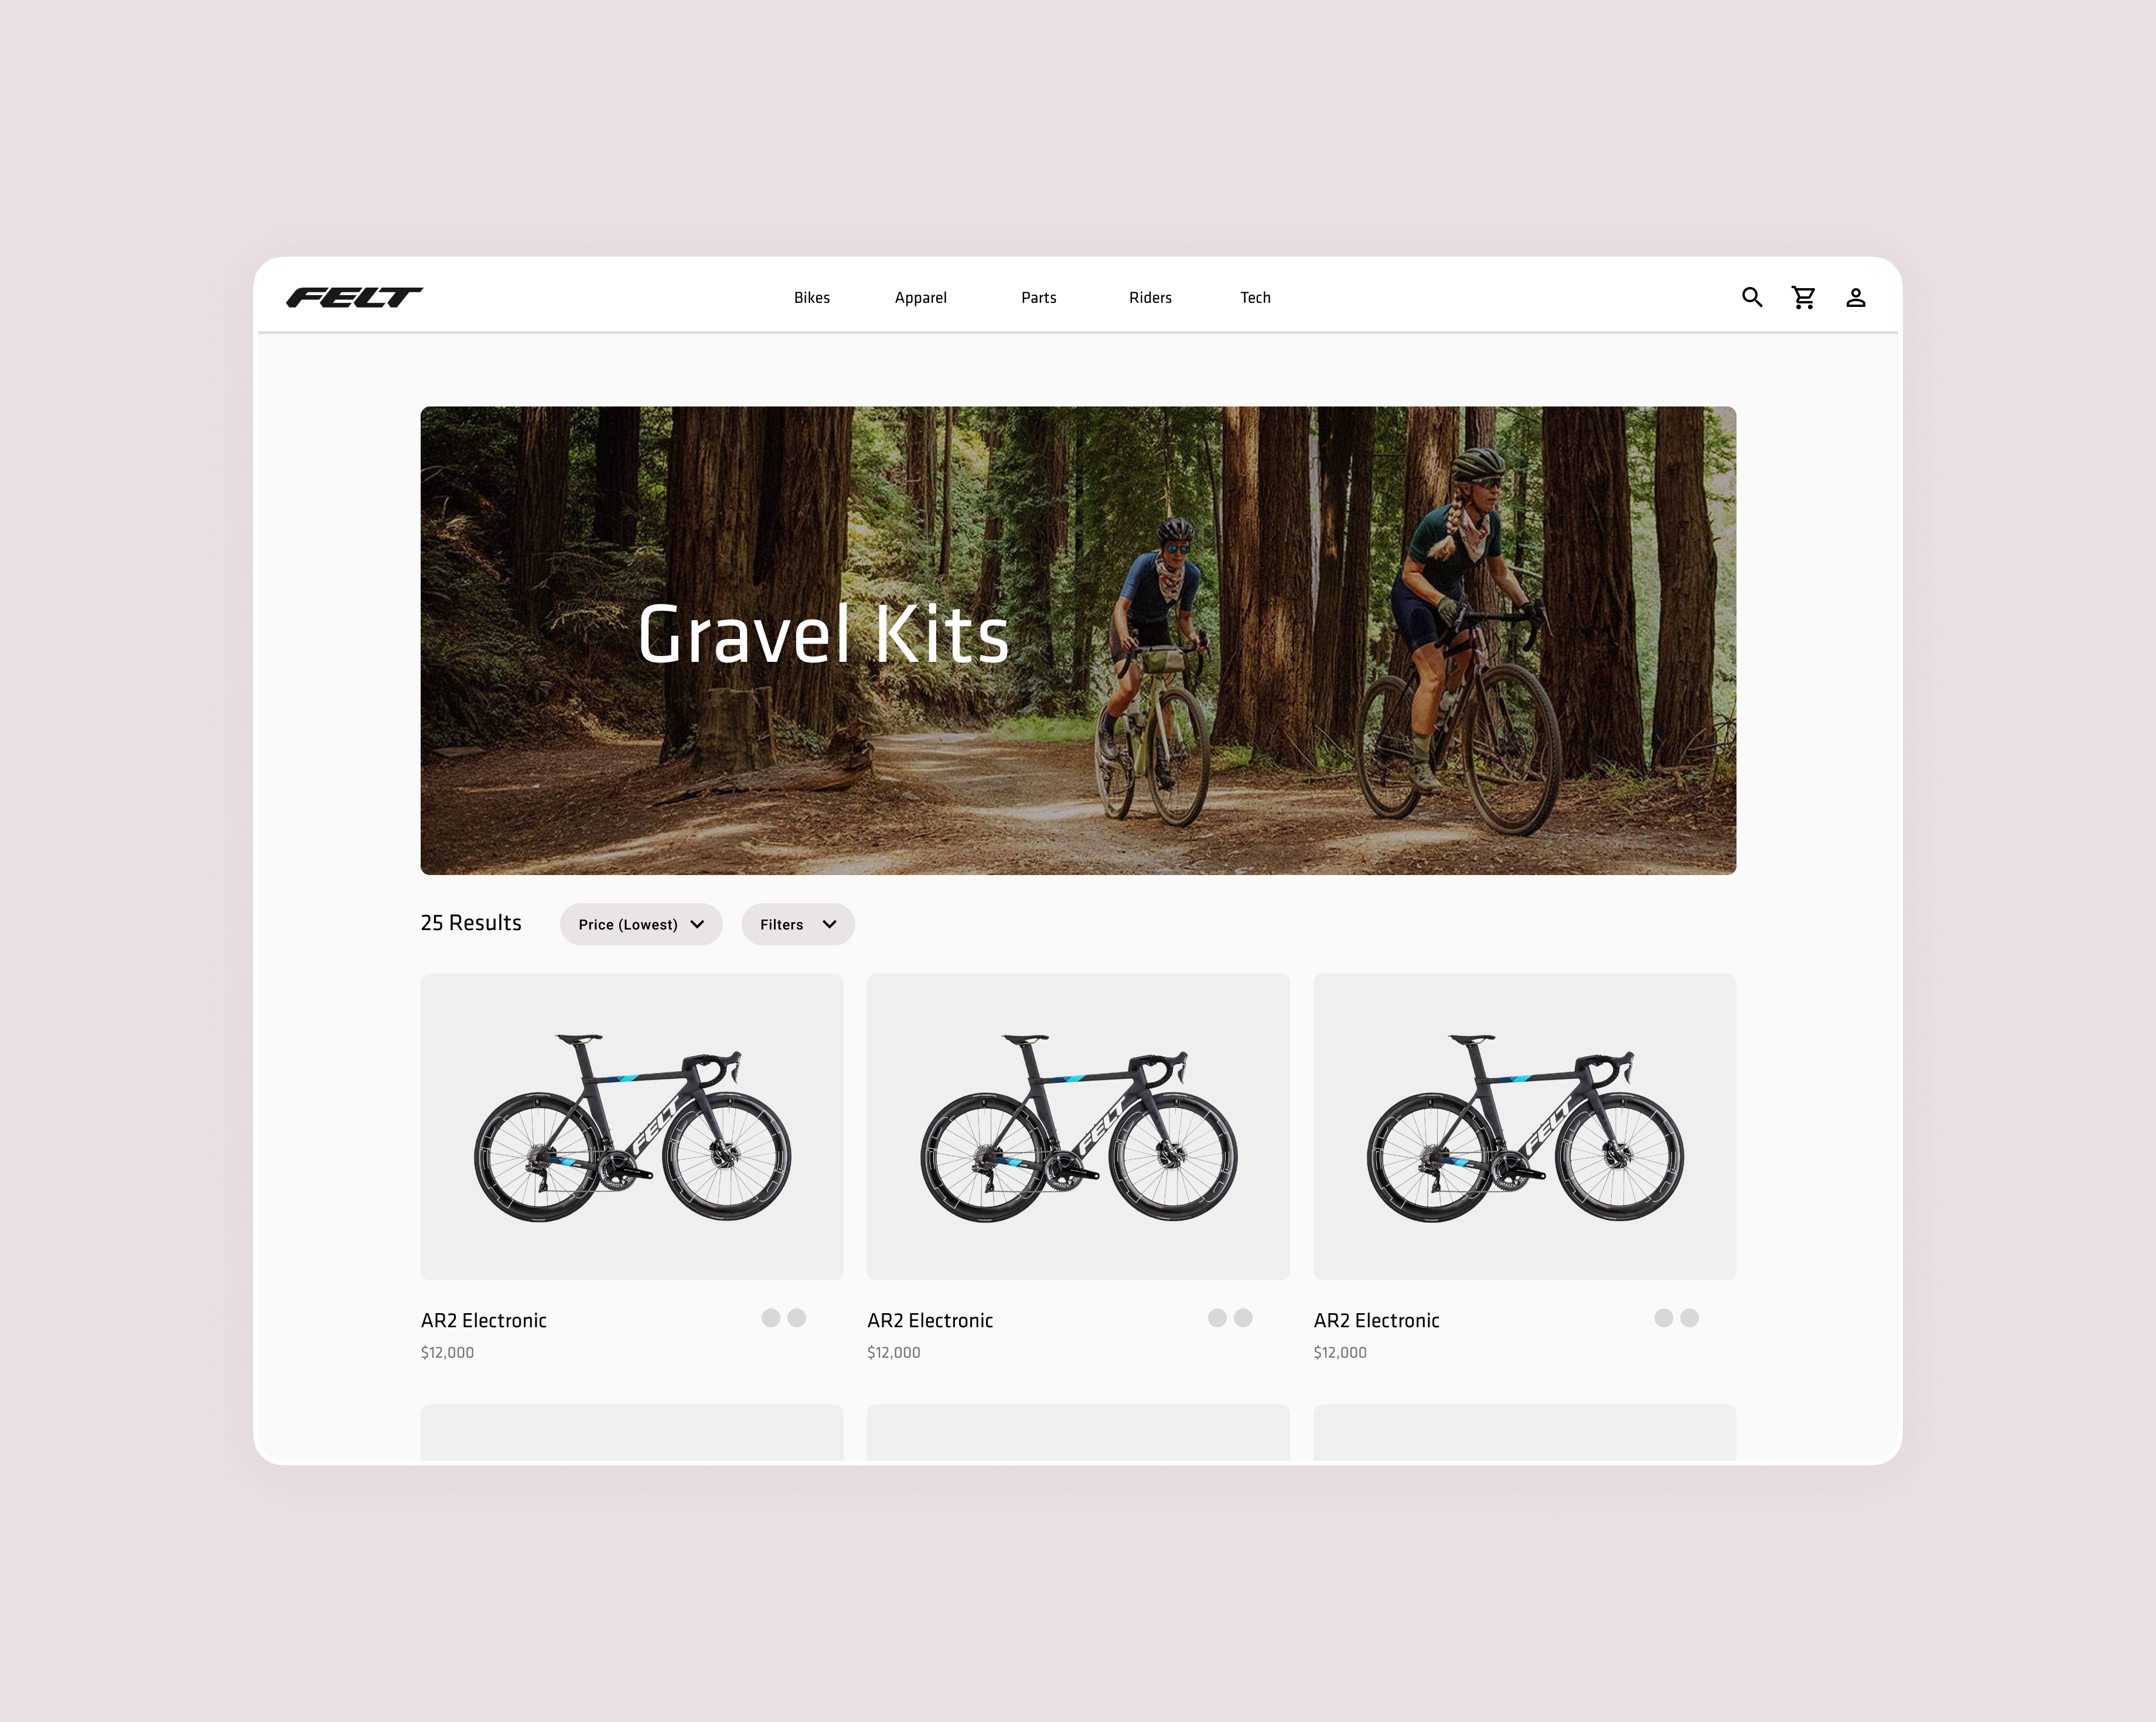 FELT
Bikes Apparel Parts Riders Tech
Gravel Kits
25 Results Price (Lowest) Filters
FELT FELT FELT
AR2 Electronic AR2 Electronic AR2 Electronic
$12,000 $12,000 $12,000